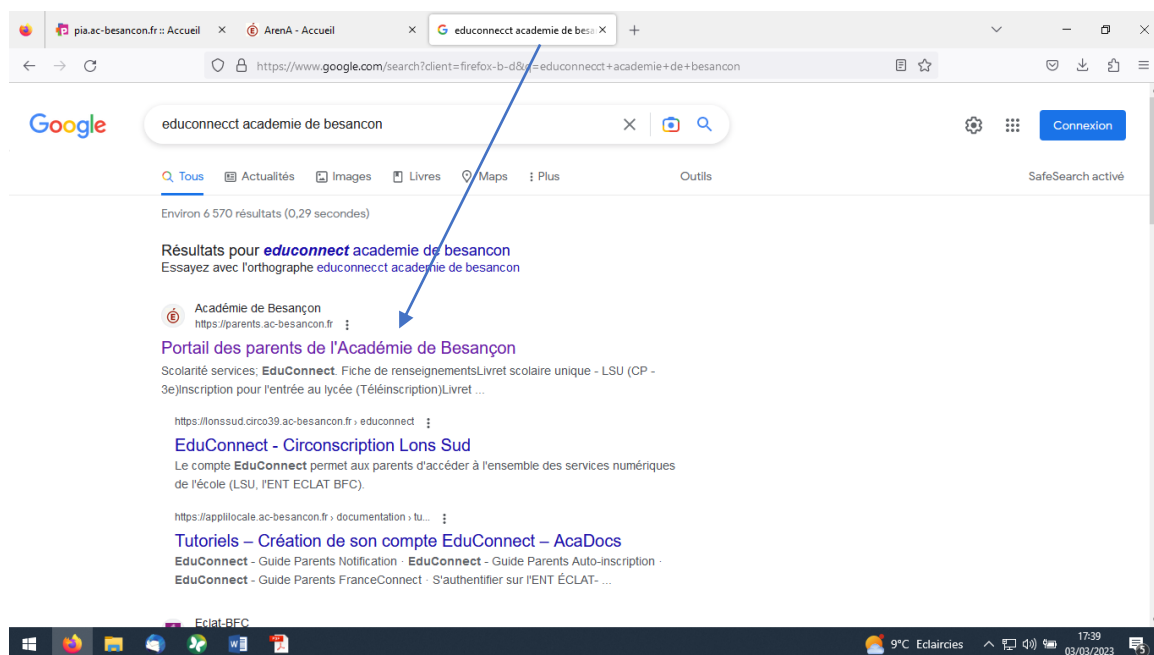 pia.ac-besancon.fr :: Accueil
ArenA - Accueil
educonnecct academie de besa
https://www.google.com/search?client=firefox-b-d&q=educonnecct+academie+de+besancon
Google
educonnecct academie de besancon
Connexion
Tous
Actualités
Images
Livres
Maps
Plus
Outils
SafeSearch activé
Environ 6 570 résultats (0,29 secondes)
Résultats pour educonnect academie de besancon
Essayez avec l'orthographe educonnecct academie de besancon
Académie de Besançon
https://parents.ac-besancon.fr
Portail des parents de l'Académie de Besançon
Scolarité services; EduConnect. Fiche de renseignementsLivret scolaire unique - LSU (CP -
3e)Inscription pour l'entrée au lycée (Téléinscription)Livret ...
https://lonssud.circo39.ac-besancon.fr › educonnect
EduConnect - Circonscription Lons Sud
Le compte EduConnect permet aux parents d'accéder à l'ensemble des services numériques
de l'école (LSU, l'ENT ECLAT BFC).
https://applilocale.ac-besancon.fr › documentation › tu...
Tutoriels – Création de son compte EduConnect – AcaDocs
EduConnect - Guide Parents Notification · EduConnect - Guide Parents Auto-inscription ·
EduConnect - Guide Parents FranceConnect · S'authentifier sur l'ENT ÉCLAT- ...
Eclat-BFC
9°C Eclaircies
17:39
03/03/2023
5